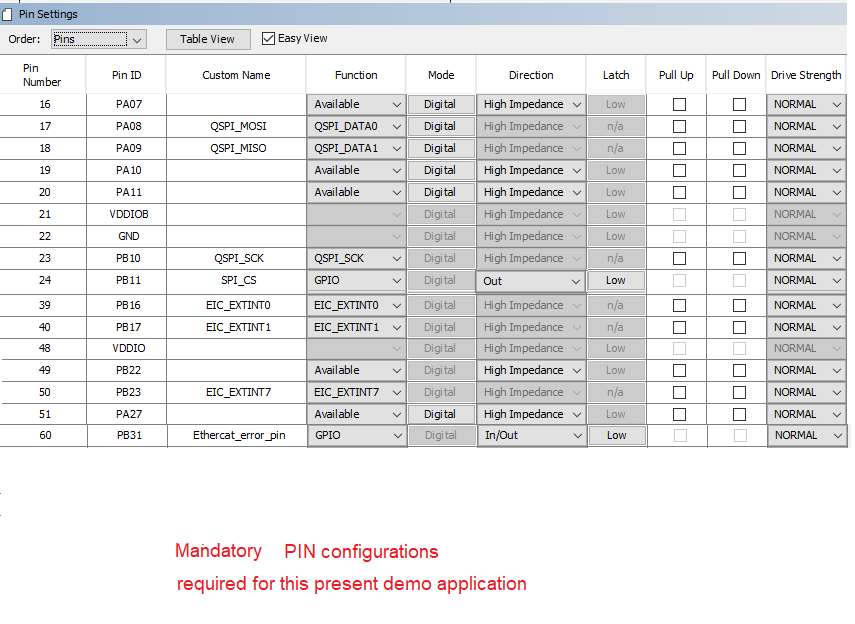 Pin Settings
Order: Pins Table View Easy View
Pin Number Pin ID Custom Name Function Mode Direction Latch Pull Up Pull Down Drive Strength
16 PA07 Available Digital High Impedance Low NORMAL
17 PA08 QSPI_MOSI QSPI_DATA0 Digital High Impedance n/a NORMAL
18 PA09 QSPI_MISO QSPI_DATA1 Digital High Impedance n/a NORMAL
19 PA10 Available Digital High Impedance Low NORMAL
20 PA11 Available Digital High Impedance Low NORMAL
21 VDDIOB Digital High Impedance Low NORMAL
22 GND Digital High Impedance Low NORMAL
23 PB10 QSPI_SCK QSPI_SCK Digital High Impedance n/a NORMAL
24 PB11 SPI_CS GPIO Digital Out Low NORMAL
39 PB16 EIC_EXTINT0 EIC_EXTINT0 Digital High Impedance n/a NORMAL
40 PB17 EIC_EXTINT1 EIC_EXTINT1 Digital High Impedance n/a NORMAL
48 VDDIO Digital High Impedance Low NORMAL
49 PB22 Available Digital High Impedance Low NORMAL
50 PB23 EIC_EXTINT7 EIC_EXTINT7 Digital High Impedance n/a NORMAL
51 PA27 Available Digital High Impedance Low NORMAL
60 PB31 Ethercat_error_pin GPIO Digital In/Out Low NORMAL
Mandatory PIN configurations
required for this present demo application